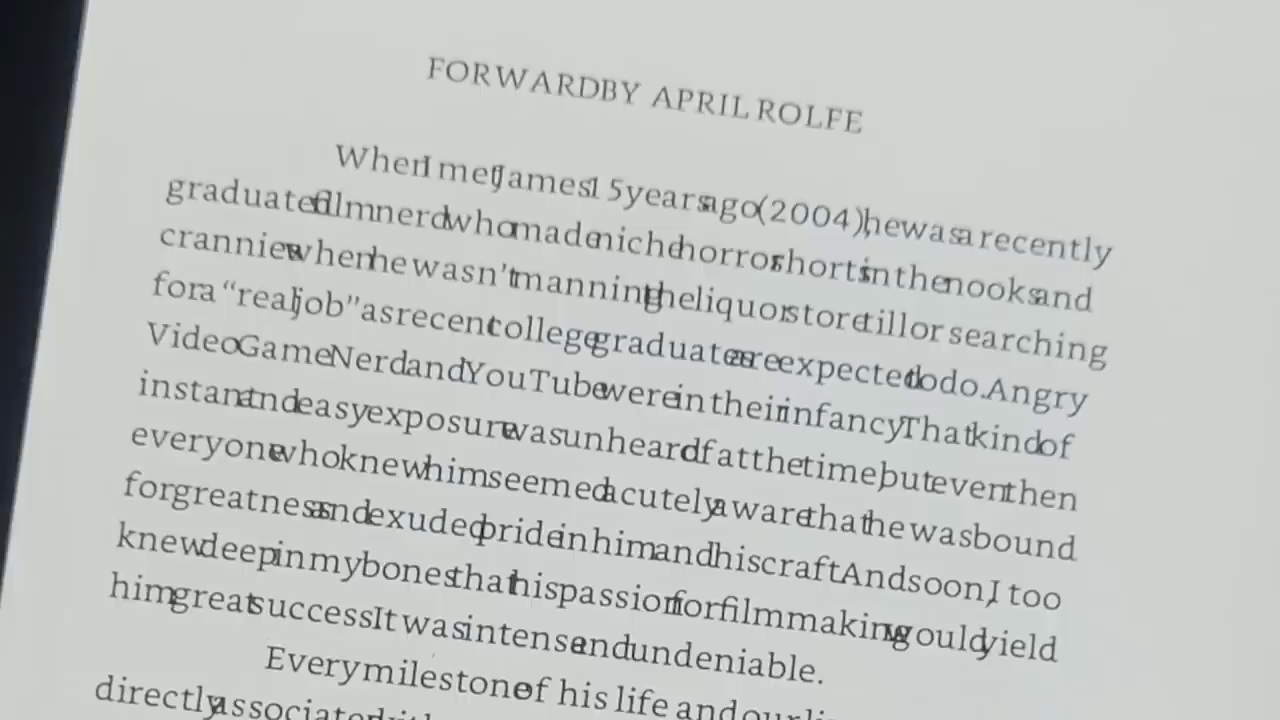 FORWARD BY APRIL ROLFE
When I met James 15 years ago (2004), he was a recently
graduated film nerd who made niche horror shorts in the nooks and
crannies when he wasn't manning the liquor store till or searching
for a “real job” as recent college graduates are expected to do. Angry
Video Game Nerd and YouTube were in their infancy. That kind of
instant and easy exposure was unheard of at the time, but even then
everyone who knew him seemed acutely aware that he was bound
for greatness and exuded pride in him and his craft. And soon, I too
knew deep in my bones that his passion for filmmaking would yield
him great success. It was intense and undeniable.
Every milestone of his life and our
directly associated